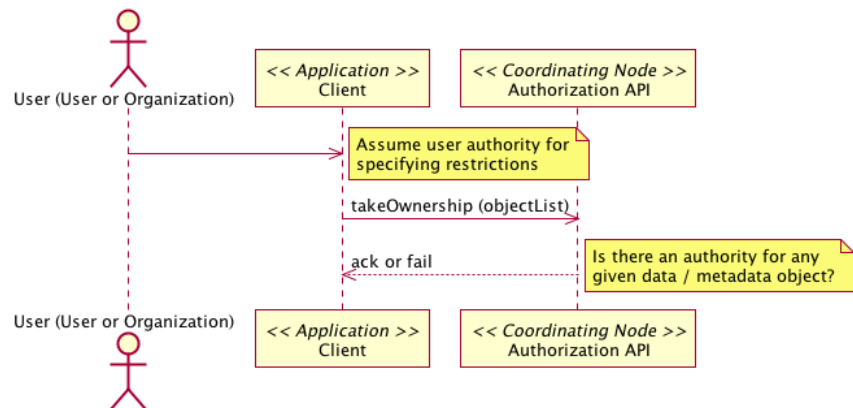 << Application >>
Client
<< Coordinating Node >>
Authorization API
User (User or Organization)
Assume user authority for
specifying restrictions
takeOwnership (objectList)
ack or fail
Is there an authority for any
given data / metadata object?
User (User or Organization)
<< Application >>
Client
<< Coordinating Node >>
Authorization API